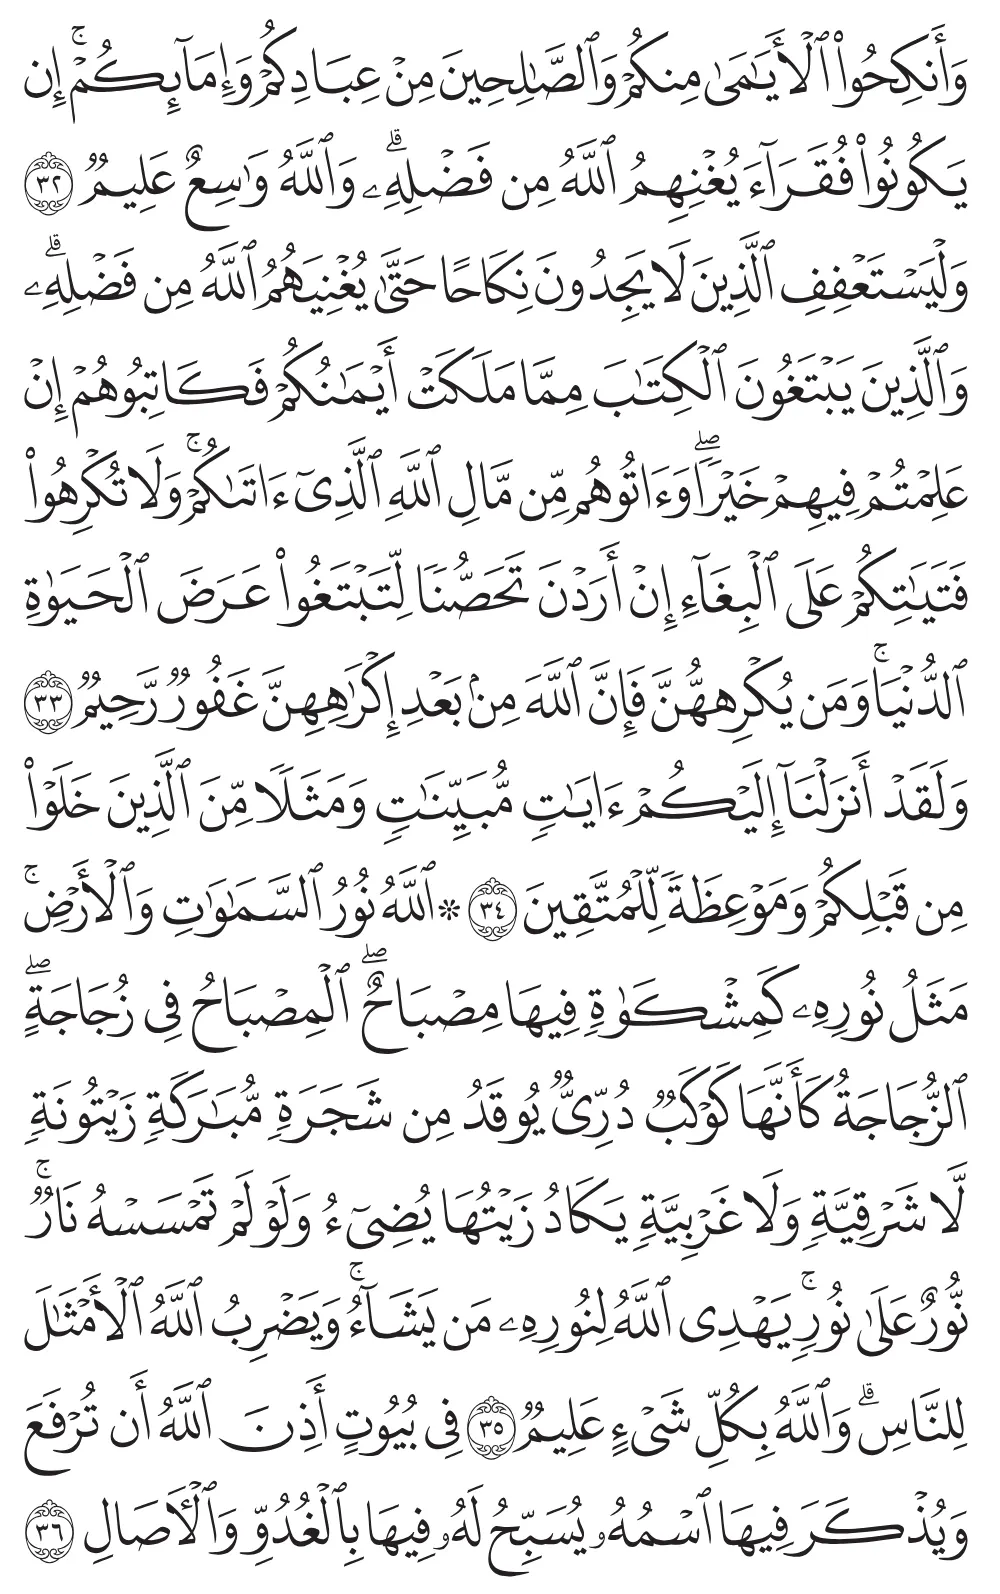 وَأَنكِحُوا۟ ٱلْأَيَـٰمَىٰ مِنكُمْ وَٱلصَّـٰلِحِينَ مِنْ عِبَادِكُمْ وَإِمَآئِكُمْ ۚ إِن
يَكُونُوا۟ فُقَرَآءَ يُغْنِهِمُ ٱللَّهُ مِن فَضْلِهِۦ ۗ وَٱللَّهُ وَٰسِعٌ عَلِيمٌ ٣٢
وَلْيَسْتَعْفِفِ ٱلَّذِينَ لَا يَجِدُونَ نِكَاحًا حَتَّىٰ يُغْنِيَهُمُ ٱللَّهُ مِن فَضْلِهِۦ ۗ
وَٱلَّذِينَ يَبْتَغُونَ ٱلْكِتَـٰبَ مِمَّا مَلَكَتْ أَيْمَـٰنُكُمْ فَكَاتِبُوهُمْ إِنْ
عَلِمْتُمْ فِيهِمْ خَيْرًا ۖ وَءَاتُوهُم مِّن مَّالِ ٱللَّهِ ٱلَّذِىٓ ءَاتَىٰكُمْ ۚ وَلَا تُكْرِهُوا۟
فَتَيَـٰتِكُمْ عَلَى ٱلْبِغَآءِ إِنْ أَرَدْنَ تَحَصُّنًا لِّتَبْتَغُوا۟ عَرَضَ ٱلْحَيَوٰةِ
ٱلدُّنْيَا ۚ وَمَن يُكْرِههُّنَّ فَإِنَّ ٱللَّهَ مِنۢ بَعْدِ إِكْرَٰهِهِنَّ غَفُورٌ رَّحِيمٌ ٣٣
وَلَقَدْ أَنزَلْنَآ إِلَيْكُمْ ءَايَـٰتٍ مُّبَيِّنَـٰتٍ وَمَثَلًا مِّنَ ٱلَّذِينَ خَلَوْا۟
مِن قَبْلِكُمْ وَمَوْعِظَةً لِّلْمُتَّقِينَ ٣٤ ۞ ٱللَّهُ نُورُ ٱلسَّمَـٰوَٰتِ وَٱلْأَرْضِ ۚ
مَثَلُ نُورِهِۦ كَمِشْكَوٰةٍ فِيهَا مِصْبَاحٌ ۖ ٱلْمِصْبَاحُ فِى زُجَاجَةٍ ۖ
ٱلزُّجَاجَةُ كَأَنَّهَا كَوْكَبٌ دُرِّىٌّ يُوقَدُ مِن شَجَرَةٍ مُّبَـٰرَكَةٍ زَيْتُونَةٍ
لَّا شَرْقِيَّةٍ وَلَا غَرْبِيَّةٍ يَكَادُ زَيْتُهَا يُضِىٓءُ وَلَوْ لَمْ تَمْسَسْهُ نَارٌ ۚ
نُّورٌ عَلَىٰ نُورٍ ۗ يَهْدِى ٱللَّهُ لِنُورِهِۦ مَن يَشَآءُ ۚ وَيَضْرِبُ ٱللَّهُ ٱلْأَمْثَـٰلَ
لِلنَّاسِ ۗ وَٱللَّهُ بِكُلِّ شَىْءٍ عَلِيمٌ ٣٥ فِى بُيُوتٍ أَذِنَ ٱللَّهُ أَن تُرْفَعَ
وَيُذْكَرَ فِيهَا ٱسْمُهُۥ يُسَبِّحُ لَهُۥ فِيهَا بِٱلْغُدُوِّ وَٱلْـَٔاصَالِ ٣٦